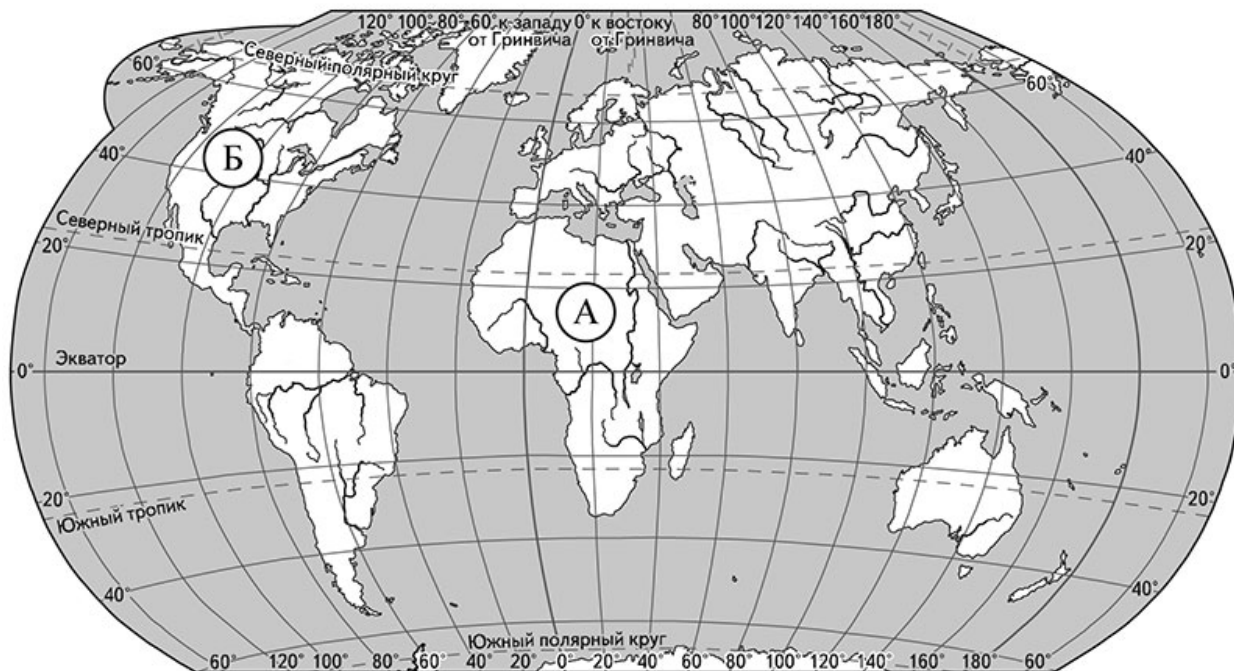 120° 100° 80° 60° к западу 0° к востоку 80° 100° 120° 140° 160° 180°
от Гринвича от Гринвича
60°
Северный полярный круг
60°
Б
40°
40°
Северный тропик
20°
20°
А
Экватор
0°
0°
20°
20°
Южный тропик
40°
40°
Южный полярный круг
60° 120° 100° 80° 60° 40° 20° 0° 20° 40° 60° 80° 100° 120° 140° 160° 180° 60°